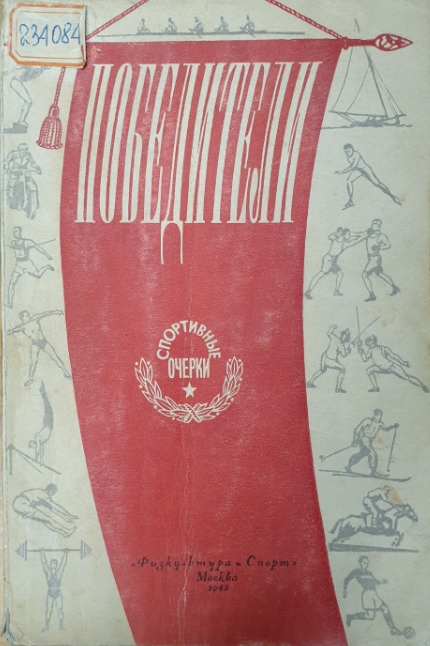 234084
ПОБЕДИТЕЛИ
СПОРТИВНЫЕ
ОЧЕРКИ
«Физкультура и Спорт»
Москва